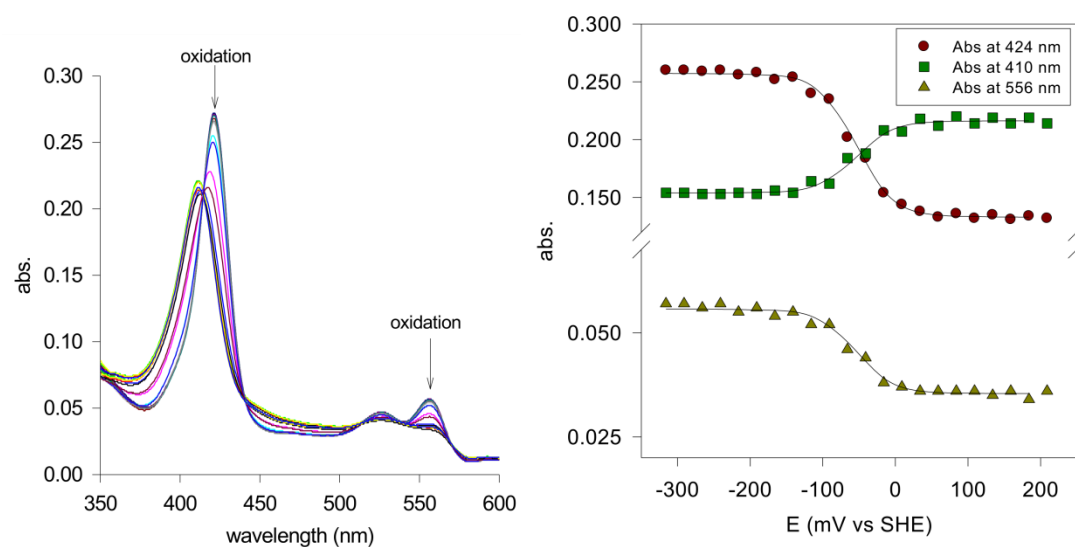 oxidation
oxidation
abs.
0.30
0.25
0.20
0.15
0.10
0.05
0.00
350 400 450 500 550 600
wavelength (nm)
Abs at 424 nm
Abs at 410 nm
Abs at 556 nm
abs.
0.300
0.250
0.200
0.150
0.050
0.025
-300 -200 -100 0 100 200
E (mV vs SHE)